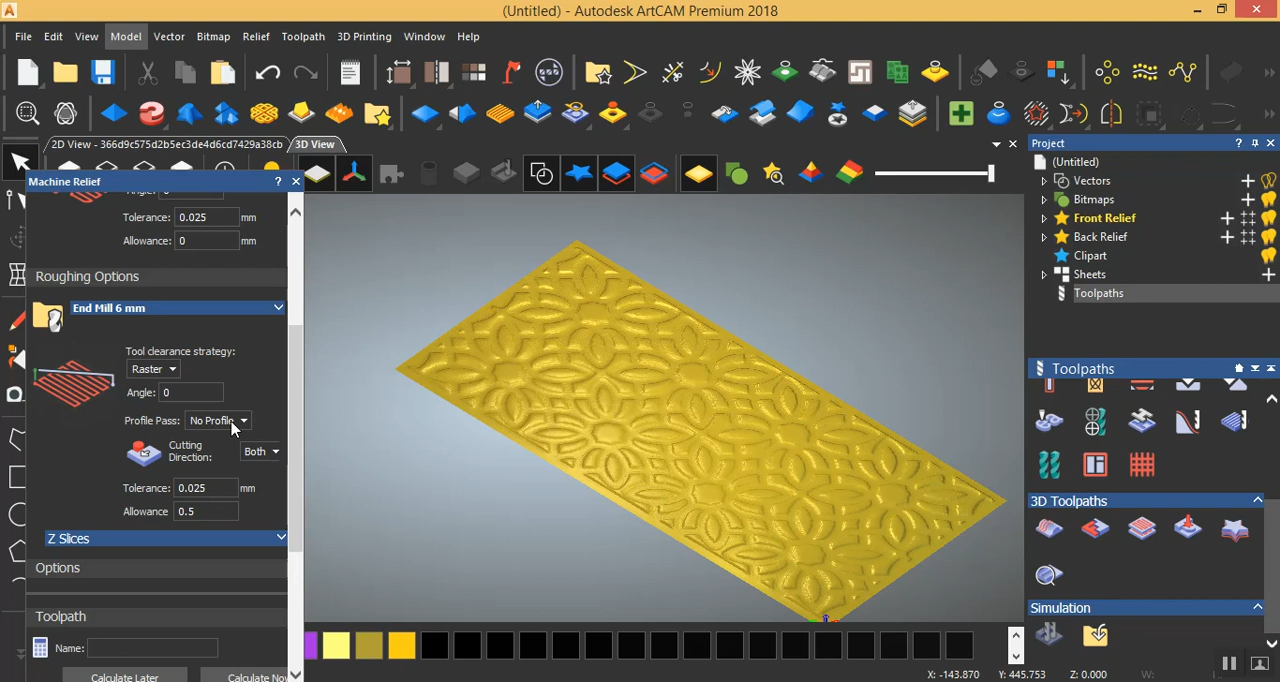 (Untitled) - Autodesk ArtCAM Premium 2018
File Edit View Model Vector Bitmap Relief Toolpath 3D Printing Window Help
2D View - 366d9c575d2b5ec3de4d6cd7429a38cb 3D View
Project
(Untitled)
Vectors
Bitmaps
Front Relief
Back Relief
Clipart
Sheets
Toolpaths
Machine Relief
Tolerance: 0.025 mm
Allowance: 0 mm
Roughing Options
End Mill 6 mm
Tool clearance strategy:
Raster
Angle: 0
Profile Pass: No Profile
Cutting Direction: Both
Tolerance: 0.025 mm
Allowance 0.5
Z Slices
Options
Toolpath
Name:
Calculate Later Calculate Now
Toolpaths
3D Toolpaths
Simulation
X: -143.870 Y: 445.753 Z: 0.000 W: